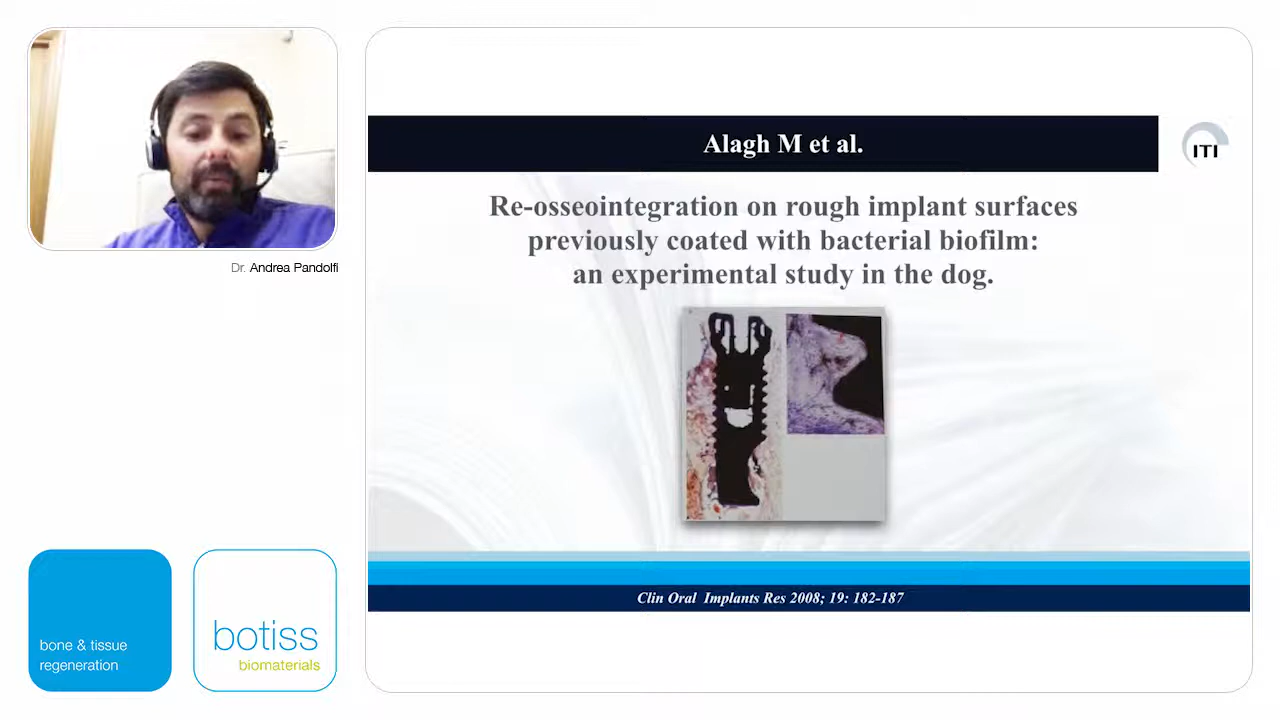 Dr. Andrea Pandolfi
bone & tissue
regeneration
botiss
biomaterials
Alagh M et al.
ITI
Re-osseointegration on rough implant surfaces
previously coated with bacterial biofilm:
an experimental study in the dog.
Clin Oral Implants Res 2008; 19: 182-187